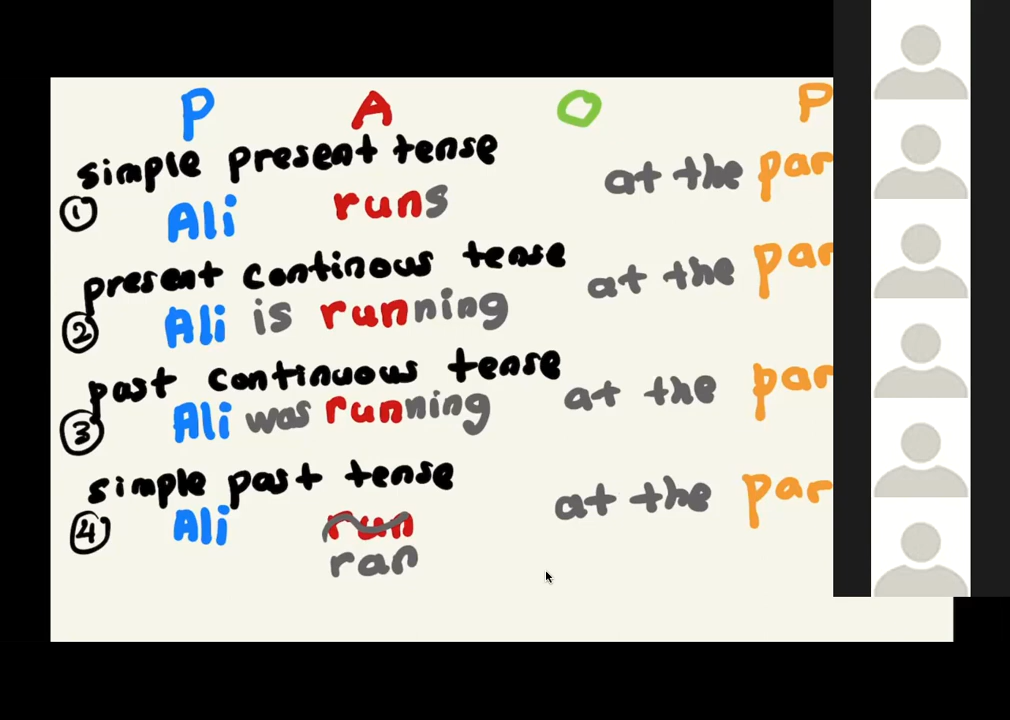 P A O P
simple present tense
1 Ali runs at the par
present continous tense
2 Ali is running at the par
past continuous tense
3 Ali was running at the par
simple past tense
4 Ali run at the par
ran